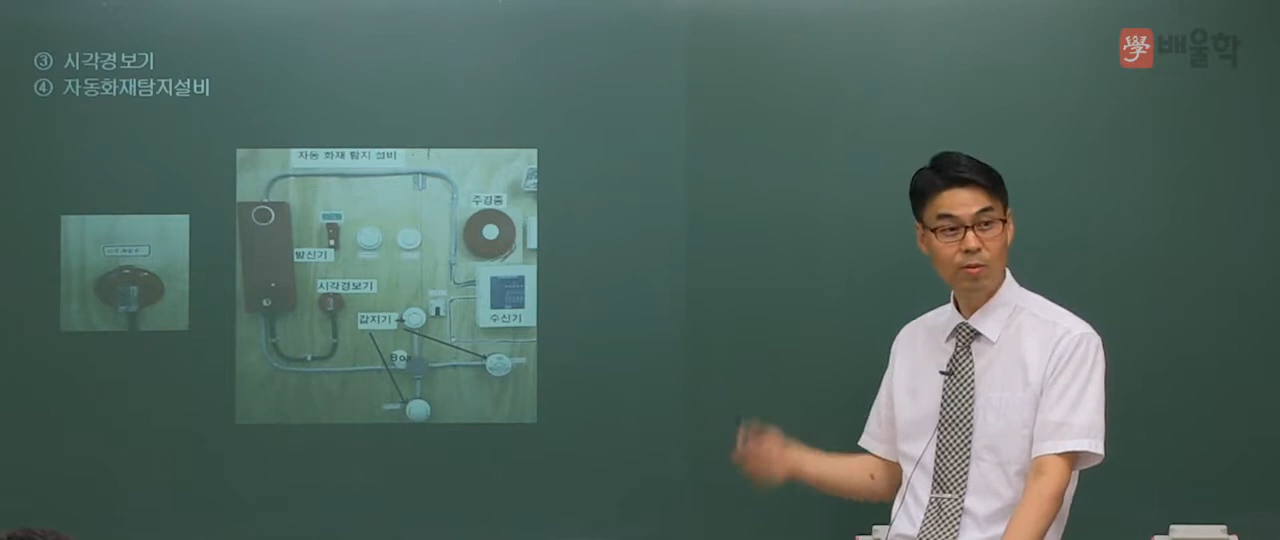 ③ 시각경보기
④ 자동화재탐지설비
學 배울학
자동 화재 탐지 설비
주경종
발신기
시각경보기
BOX
감지기
수신기
Box